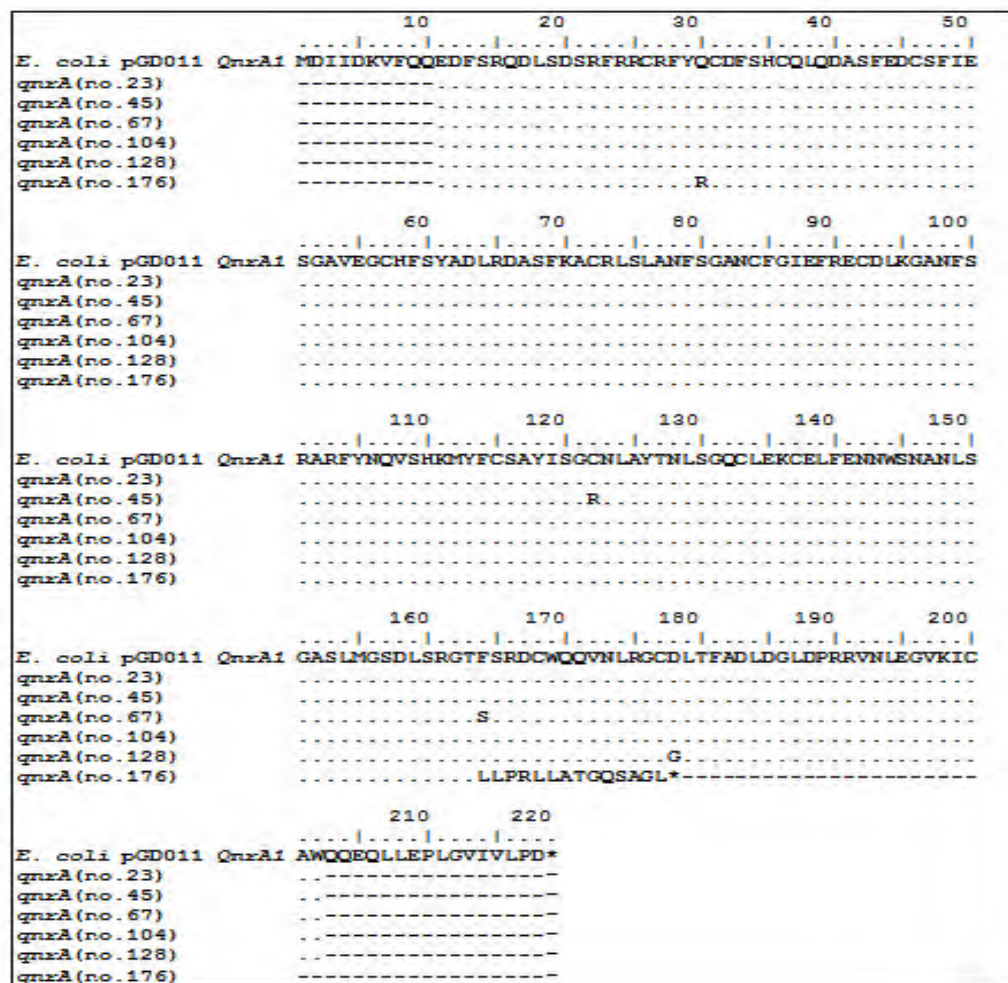 10 20 30 40 50
....|....|....|....|....|....|....|....|....|....|
E. coli pGD011 QnrA1 MDIIDKVFQQEDFSRQDLSDSRFRRCRFYQCDFSHCQLQDASFEDCSFIE
qnrA(no.23) ----------........................................
qnrA(no.45) ----------........................................
qnrA(no.67) ----------........................................
qnrA(no.104) ----------........................................
qnrA(no.128) ----------........................................
qnrA(no.176) ----------...................R....................
60 70 80 90 100
....|....|....|....|....|....|....|....|....|....|
E. coli pGD011 QnrA1 SGAVEGCHFSYADLRDASFKACRLSLANFSGANCFGIEFRECDLKGANFS
qnrA(no.23) ..................................................
qnrA(no.45) ..................................................
qnrA(no.67) ..................................................
qnrA(no.104) ..................................................
qnrA(no.128) ..................................................
qnrA(no.176) ..................................................
110 120 130 140 150
....|....|....|....|....|....|....|....|....|....|
E. coli pGD011 QnrA1 RARFYNQVSHKMYFCSAYISGCNLAYTNLSGQCLEKCELFENNWSNANLS
qnrA(no.23) ..................................................
qnrA(no.45) .....................R............................
qnrA(no.67) ..................................................
qnrA(no.104) ..................................................
qnrA(no.128) ..................................................
qnrA(no.176) ..................................................
160 170 180 190 200
....|....|....|....|....|....|....|....|....|....|
E. coli pGD011 QnrA1 GASLMGSDLSRGTFSRDCWQQVNLRGCDLTFADLDGLDPRRVNLEGVKIC
qnrA(no.23) ..................................................
qnrA(no.45) ..................................................
qnrA(no.67) .............S....................................
qnrA(no.104) ..................................................
qnrA(no.128) ...........................G......................
qnrA(no.176) .............LLPRLLATGQSAGL*----------------------
210 220
....|....|....|....
E. coli pGD011 QnrA1 AWQQEQLLEPLGVIVLPD*
qnrA(no.23) ..-----------------
qnrA(no.45) ..-----------------
qnrA(no.67) ..-----------------
qnrA(no.104) ..-----------------
qnrA(no.128) ..-----------------
qnrA(no.176) -------------------